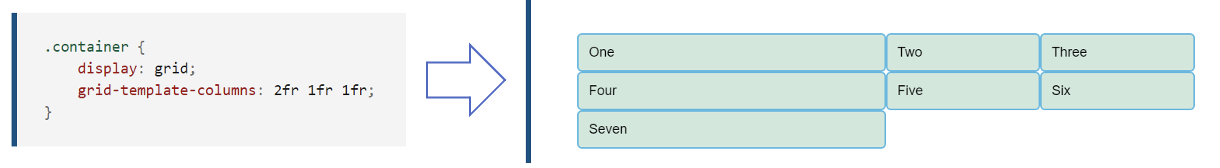 .container {
    display: grid;
    grid-template-columns: 2fr 1fr 1fr;
}
One Two Three
Four Five Six
Seven